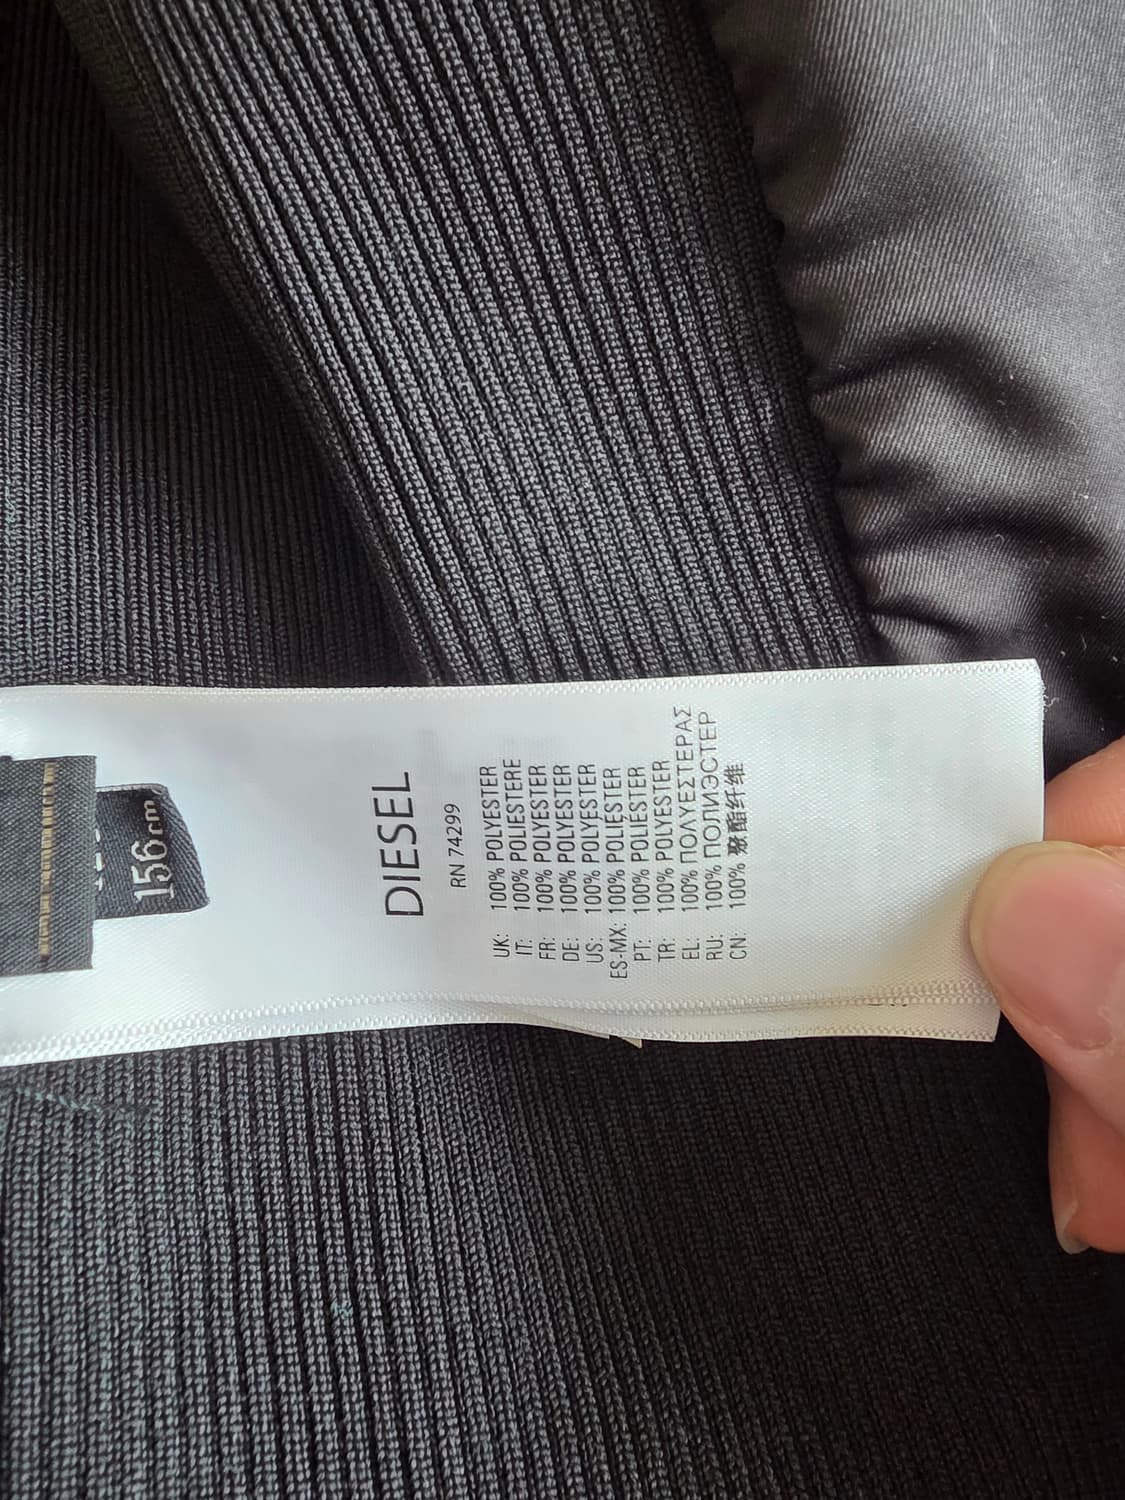 156cm
DIESEL
RN 74299
UK: 100% POLYESTER
IT: 100% POLIESTERE
FR: 100% POLYESTER
DE: 100% POLYESTER
US: 100% POLYESTER
ES-MX: 100% POLIESTER
PT: 100% POLIESTER
TR: 100% POLYESTER
EL: 100% ΠΟΛΥΕΣΤΕΡΑΣ
RU: 100% ПОЛИЭСТЕР
CN: 100% 聚酯纤维